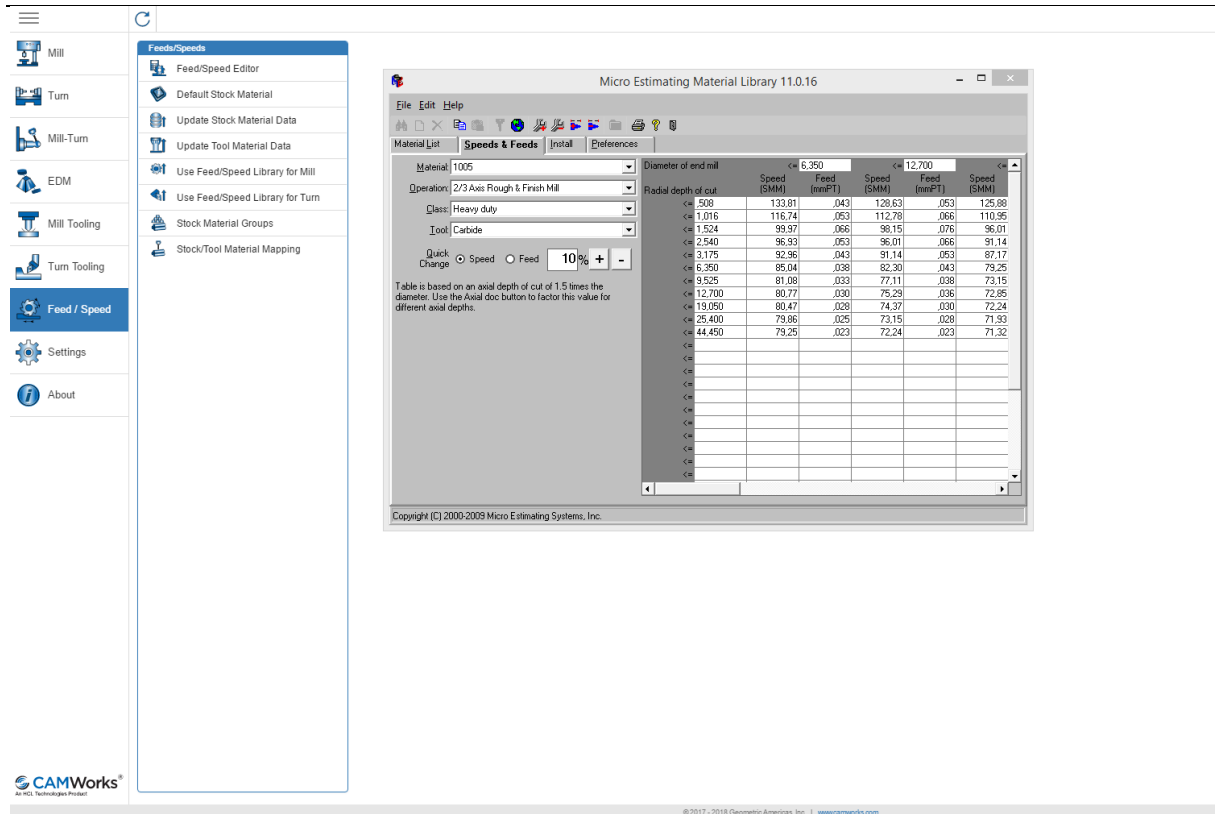 Mill
Turn
Mill-Turn
EDM
Mill Tooling
Turn Tooling
Feed / Speed
Settings
About
CAMWorks®
An HCL Technologies Product
Feeds/Speeds
Feed/Speed Editor
Default Stock Material
Update Stock Material Data
Update Tool Material Data
Use Feed/Speed Library for Mill
Use Feed/Speed Library for Turn
Stock Material Groups
Stock/Tool Material Mapping
Micro Estimating Material Library 11.0.16
File Edit Help
Material List Speeds & Feeds Install Preferences
Material 1005
Operation: 2/3 Axis Rough & Finish Mill
Class: Heavy duty
Tool: Carbide
Quick Change Speed Feed 10 % + -
Table is based on an axial depth of cut of 1.5 times the
diameter. Use the Axial doc button to factor this value for
different axial depths.
Diameter of end mill <= 6,350 <= 12,700 <=
Speed Feed Speed Feed Speed
Radial depth of cut (SMM) (mmPT) (SMM) (mmPT) (SMM)
<= ,508 133,81 ,043 128,63 ,053 125,88
<= 1,016 116,74 ,053 112,78 ,066 110,95
<= 1,524 99,97 ,066 98,15 ,076 96,01
<= 2,540 96,93 ,053 96,01 ,066 91,14
<= 3,175 92,96 ,043 91,14 ,053 87,17
<= 6,350 85,04 ,038 82,30 ,043 79,25
<= 9,525 81,08 ,033 77,11 ,038 73,15
<= 12,700 80,77 ,030 75,29 ,036 72,85
<= 19,050 80,47 ,028 74,37 ,030 72,24
<= 25,400 79,86 ,025 73,15 ,028 71,93
<= 44,450 79,25 ,023 72,24 ,023 71,32
<=
<=
<=
<=
<=
<=
<=
<=
<=
<=
<=
Copyright (C) 2000-2009 Micro Estimating Systems, Inc.
© 2017 - 2018 Geometric Americas, Inc. | www.camworks.com